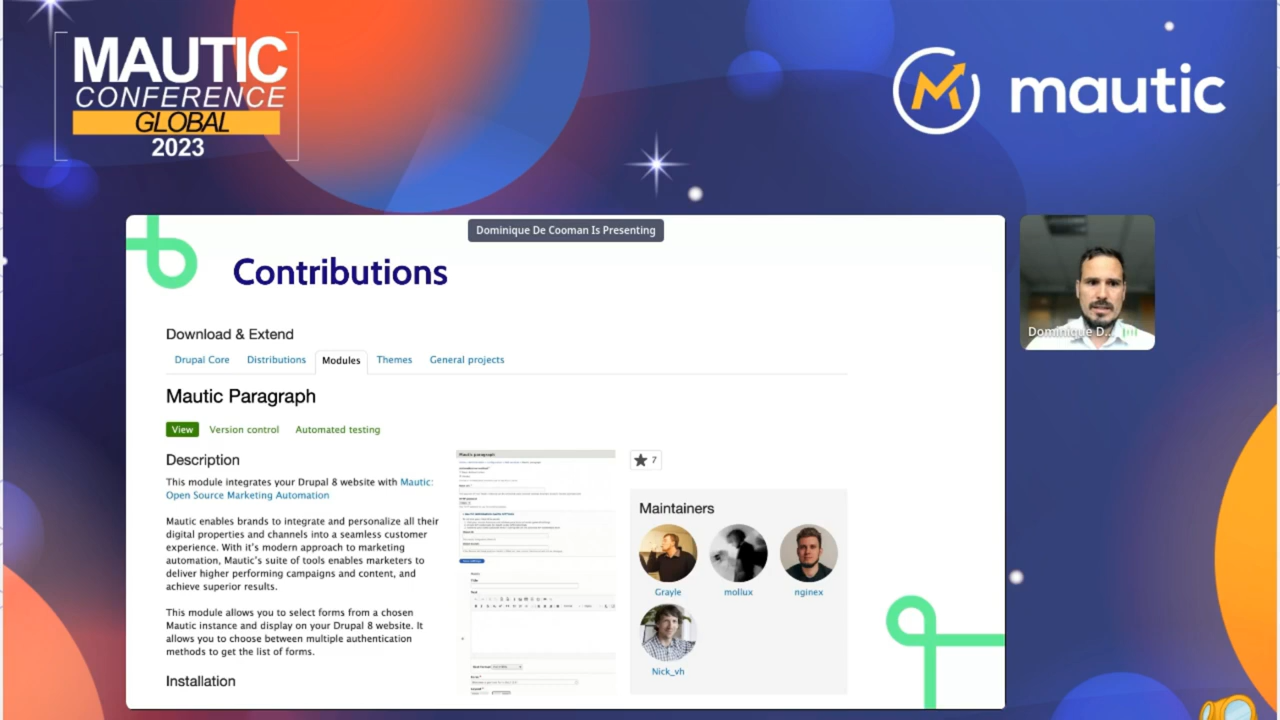 MAUTIC
CONFERENCE
GLOBAL
2023
mautic
Dominique De Cooman Is Presenting
Contributions
Dominique D...
Download & Extend
Drupal Core Distributions Modules Themes General projects
Mautic Paragraph
View Version control Automated testing
Description
This module integrates your Drupal 8 website with Mautic:
Open Source Marketing Automation
Mautic enables brands to integrate and personalize all their
digital properties and channels into a seamless customer
experience. With it's modern approach to marketing
automation, Mautic's suite of tools enables marketers to
deliver higher performing campaigns and content, and
achieve superior results.
This module allows you to select forms from a chosen
Mautic instance and display on your Drupal 8 website. It
allows you to choose between multiple authentication
methods to get the list of forms.
Installation
Mautic paragraph
7
Maintainers
Grayle mollux nginex
Nick_vh